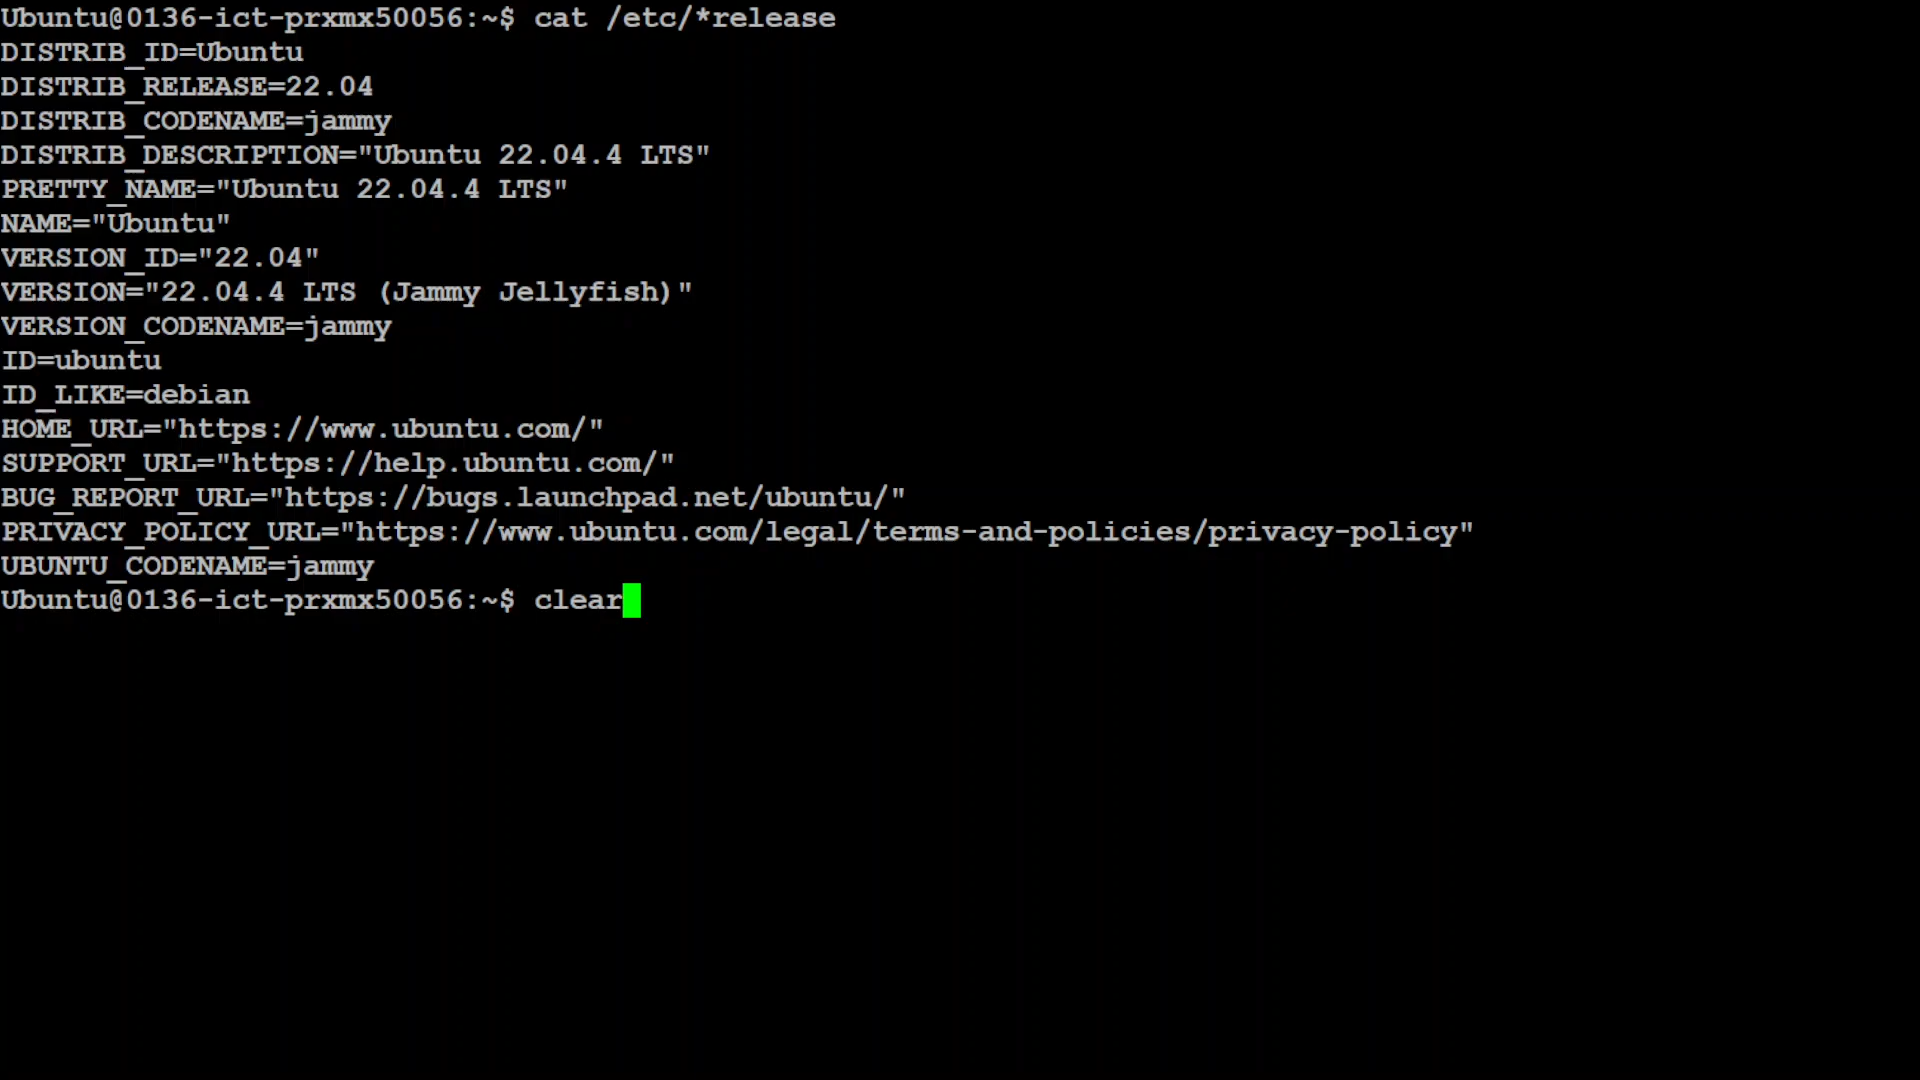 Ubuntu@0136-ict-prxmx50056:~$ cat /etc/*release
DISTRIB_ID=Ubuntu
DISTRIB_RELEASE=22.04
DISTRIB_CODENAME=jammy
DISTRIB_DESCRIPTION="Ubuntu 22.04.4 LTS"
PRETTY_NAME="Ubuntu 22.04.4 LTS"
NAME="Ubuntu"
VERSION_ID="22.04"
VERSION="22.04.4 LTS (Jammy Jellyfish)"
VERSION_CODENAME=jammy
ID=ubuntu
ID_LIKE=debian
HOME_URL="https://www.ubuntu.com/"
SUPPORT_URL="https://help.ubuntu.com/"
BUG_REPORT_URL="https://bugs.launchpad.net/ubuntu/"
PRIVACY_POLICY_URL="https://www.ubuntu.com/legal/terms-and-policies/privacy-policy"
UBUNTU_CODENAME=jammy
Ubuntu@0136-ict-prxmx50056:~$ clear